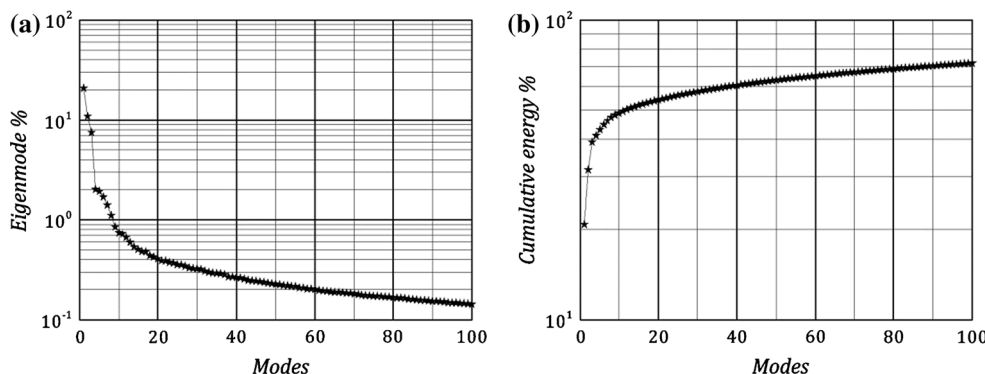 (a)
Eigenmode %
10²
10¹
10⁰
10⁻¹
0 20 40 60 80 100
Modes
(b)
Cumulative energy %
10²
10¹
0 20 40 60 80 100
Modes